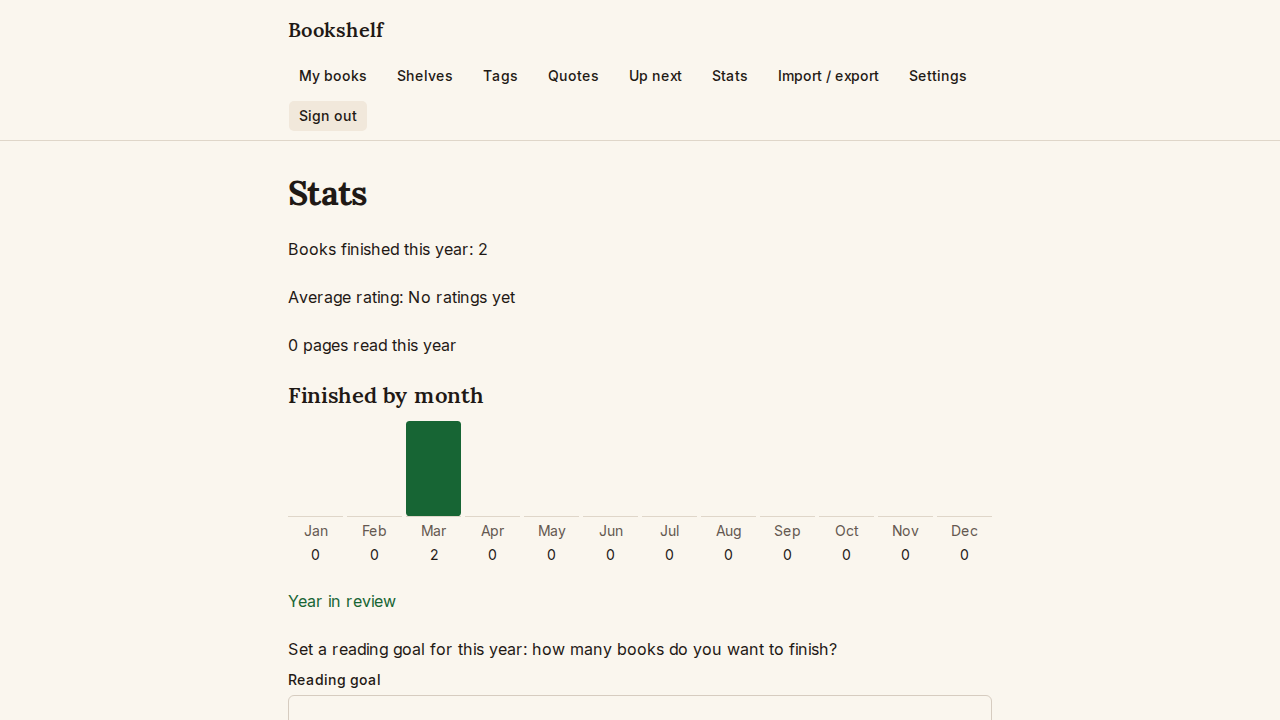 Bookshelf
My books Shelves Tags Quotes Up next Stats Import / export Settings
Sign out
Stats
Books finished this year: 2
Average rating: No ratings yet
0 pages read this year
Finished by month
Jan Feb Mar Apr May Jun Jul Aug Sep Oct Nov Dec
0 0 2 0 0 0 0 0 0 0 0 0
Year in review
Set a reading goal for this year: how many books do you want to finish?
Reading goal